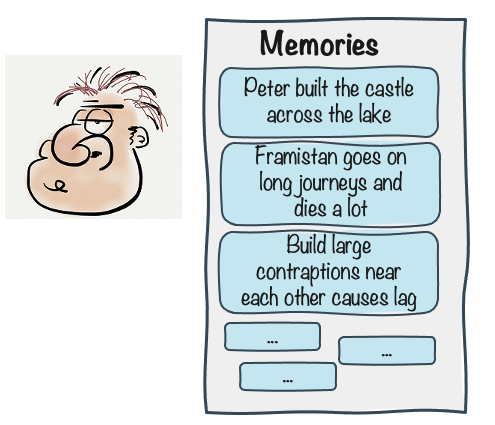 Memories
Peter built the castle
across the lake
Framistan goes on
long journeys and
dies a lot
Build large
contraptions near
each other causes lag
...
...
...